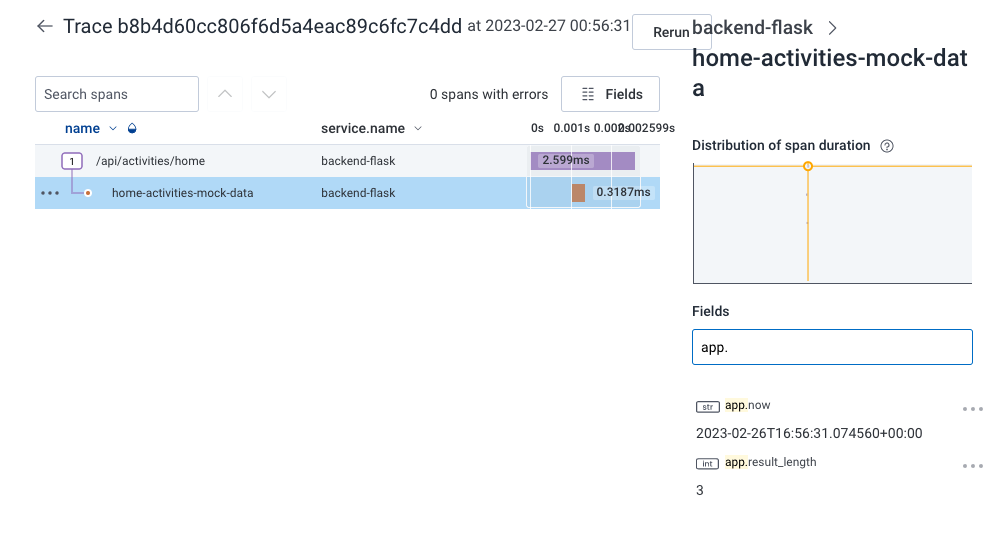 Trace b8b4d60cc806f6d5a4eac89c6fc7c4dd at 2023-02-27 00:56:31
Rerun
backend-flask
home-activities-mock-dat
a
Search spans
0 spans with errors
Fields
name
service.name
0s 0.001s 0.002s 0.002599s
1 /api/activities/home backend-flask 2.599ms
home-activities-mock-data backend-flask 0.3187ms
Distribution of span duration
Fields
app.
str app.now
2023-02-26T16:56:31.074560+00:00
int app.result_length
3